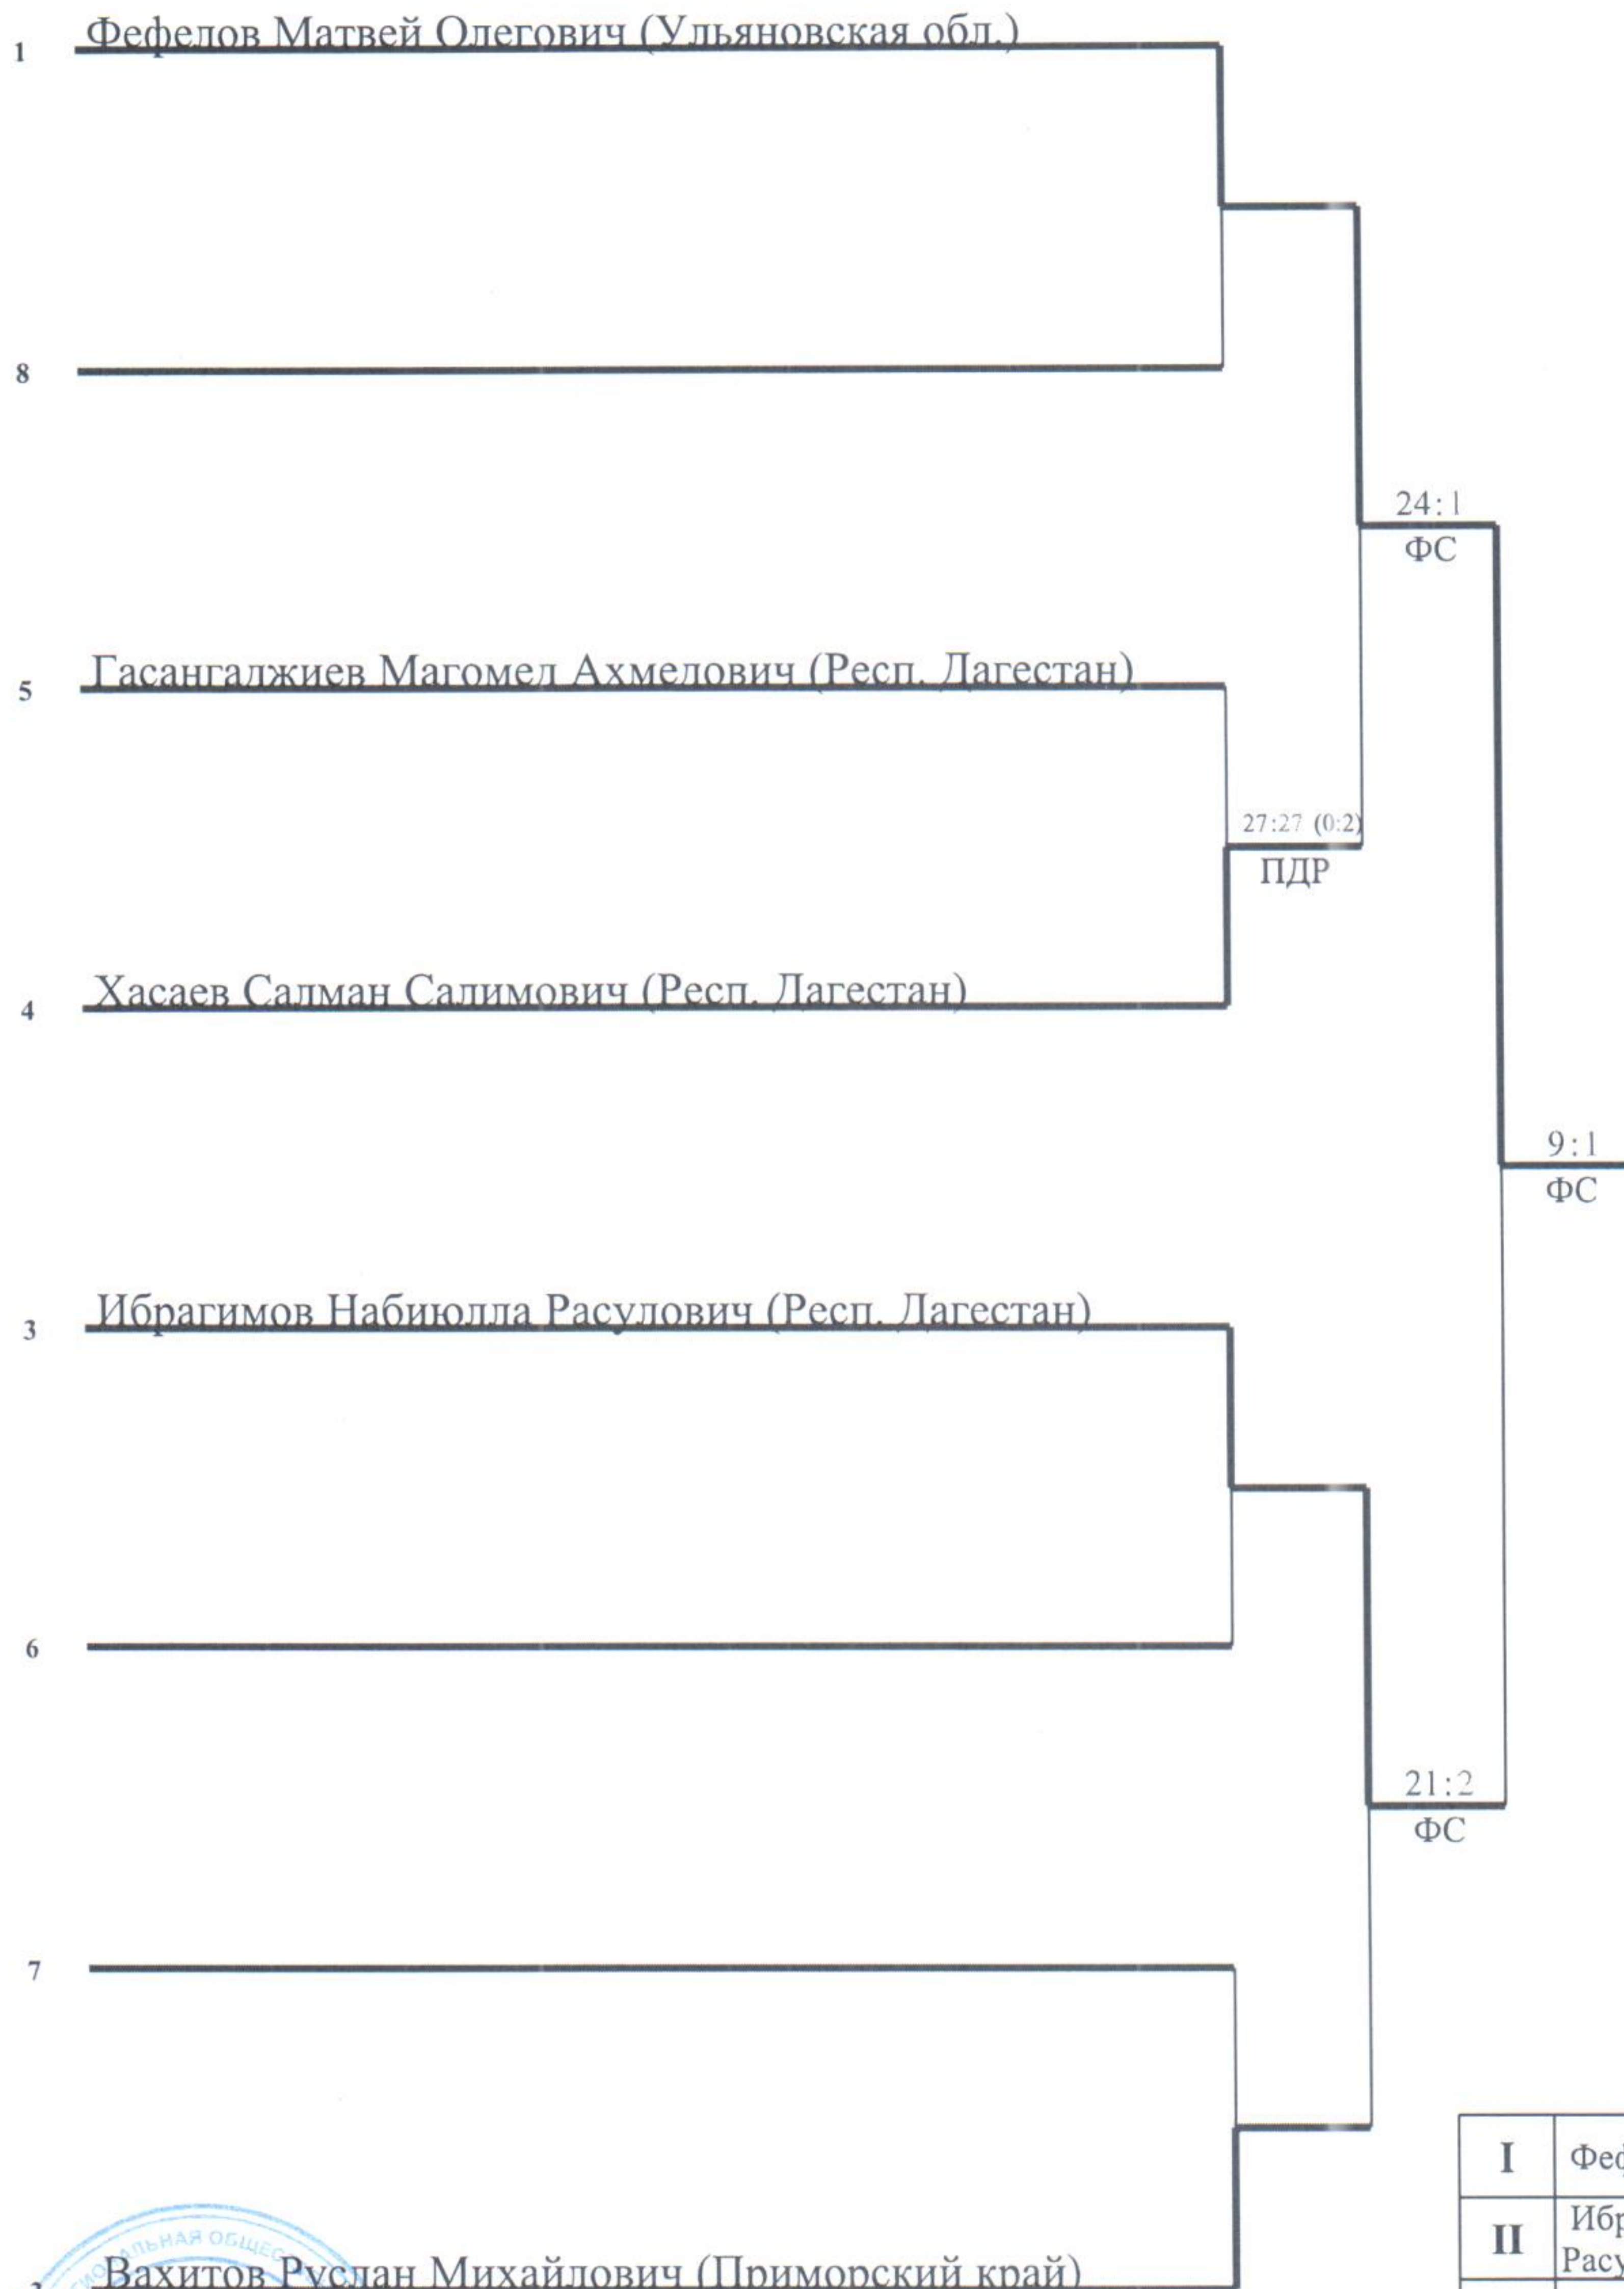 1 Фефелов Матвей Олегович (Ульяновская обл.)
8
24:1
ФС
5 Гасангаджиев Магомед Ахмедович (Респ. Дагестан)
27:27 (0:2)
ПДР
4 Хасаев Салман Салимович (Респ. Дагестан)
9:1
ФС
3 Ибрагимов Набиюлла Расулович (Респ. Дагестан)
6
21:2
ФС
7
I
II Ибр
Расу
Вахитов Руслан Михайлович (Приморский край)